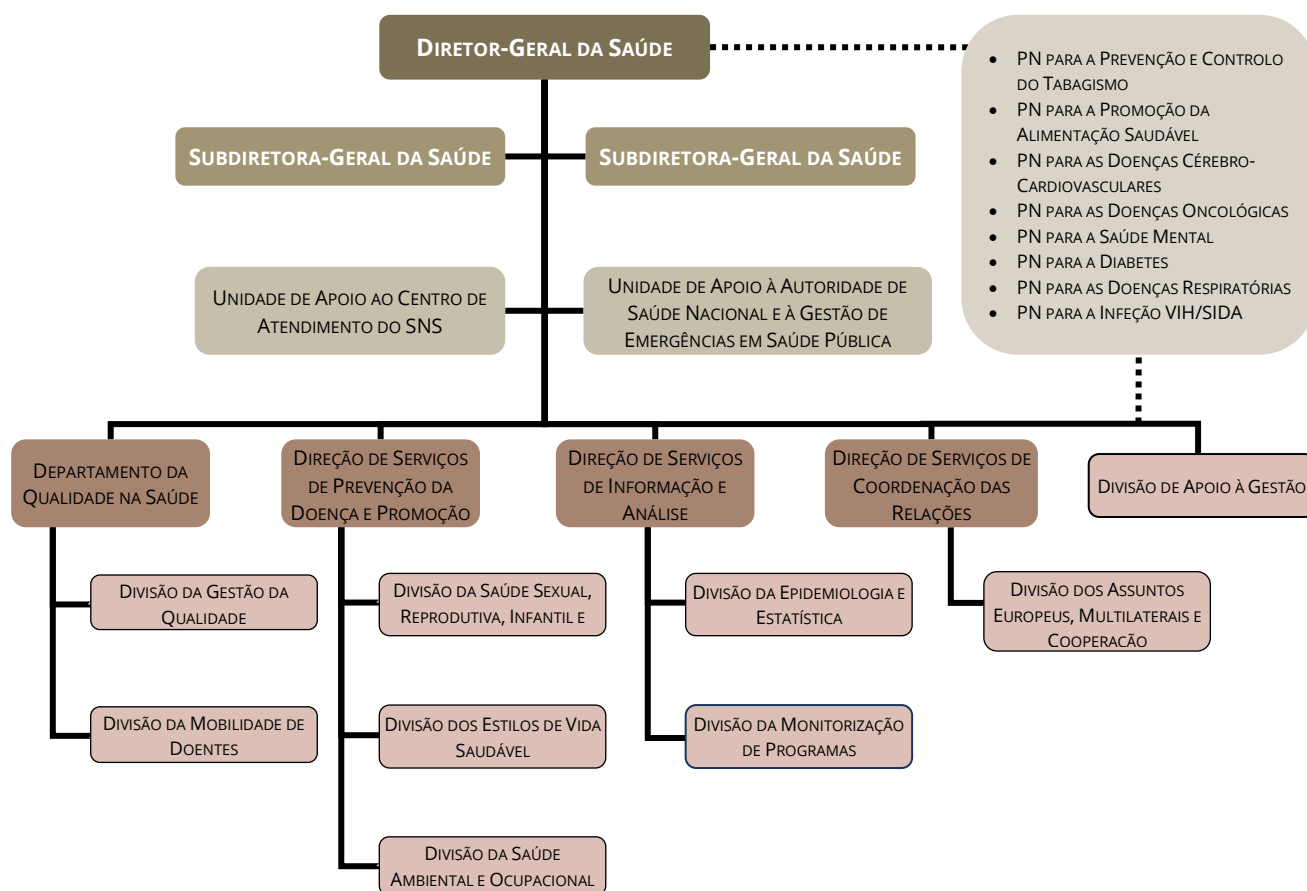 DIRETOR-GERAL DA SAÚDE
SUBDIRETORA-GERAL DA SAÚDE
SUBDIRETORA-GERAL DA SAÚDE
• PN PARA A PREVENÇÃO E CONTROLO
DO TABAGISMO
• PN PARA A PROMOÇÃO DA
ALIMENTAÇÃO SAUDÁVEL
• PN PARA AS DOENÇAS CÉREBRO-
CARDIOVASCULARES
• PN PARA AS DOENÇAS ONCOLÓGICAS
• PN PARA A SAÚDE MENTAL
• PN PARA A DIABETES
• PN PARA AS DOENÇAS RESPIRATÓRIAS
• PN PARA A INFEÇÃO VIH/SIDA
UNIDADE DE APOIO AO CENTRO DE
ATENDIMENTO DO SNS
UNIDADE DE APOIO À AUTORIDADE DE
SAÚDE NACIONAL E À GESTÃO DE
EMERGÊNCIAS EM SAÚDE PÚBLICA
DEPARTAMENTO DA
QUALIDADE NA SAÚDE
DIREÇÃO DE SERVIÇOS
DE PREVENÇÃO DA
DOENÇA E PROMOÇÃO
DIREÇÃO DE SERVIÇOS
DE INFORMAÇÃO E
ANÁLISE
DIREÇÃO DE SERVIÇOS DE
COORDENAÇÃO DAS
RELAÇÕES
DIVISÃO DE APOIO À GESTÃO
DIVISÃO DA GESTÃO DA
QUALIDADE
DIVISÃO DA SAÚDE SEXUAL,
REPRODUTIVA, INFANTIL E
DIVISÃO DA EPIDEMIOLOGIA E
ESTATÍSTICA
DIVISÃO DOS ASSUNTOS
EUROPEUS, MULTILATERAIS E
COOPERAÇÃO
DIVISÃO DA MOBILIDADE DE
DOENTES
DIVISÃO DOS ESTILOS DE VIDA
SAUDÁVEL
DIVISÃO DA MONITORIZAÇÃO
DE PROGRAMAS
DIVISÃO DA SAÚDE
AMBIENTAL E OCUPACIONAL